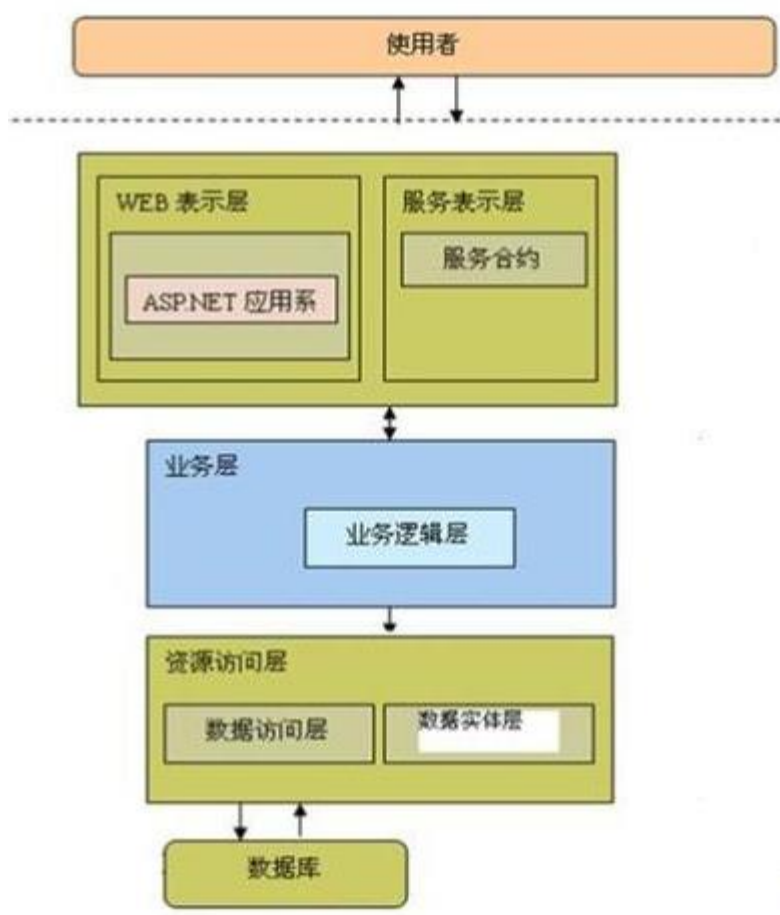 使用者
WEB 表示层
服务表示层
服务合约
ASP.NET 应用系
业务层
业务逻辑层
资源访问层
数据访问层
数据实体层
数据库